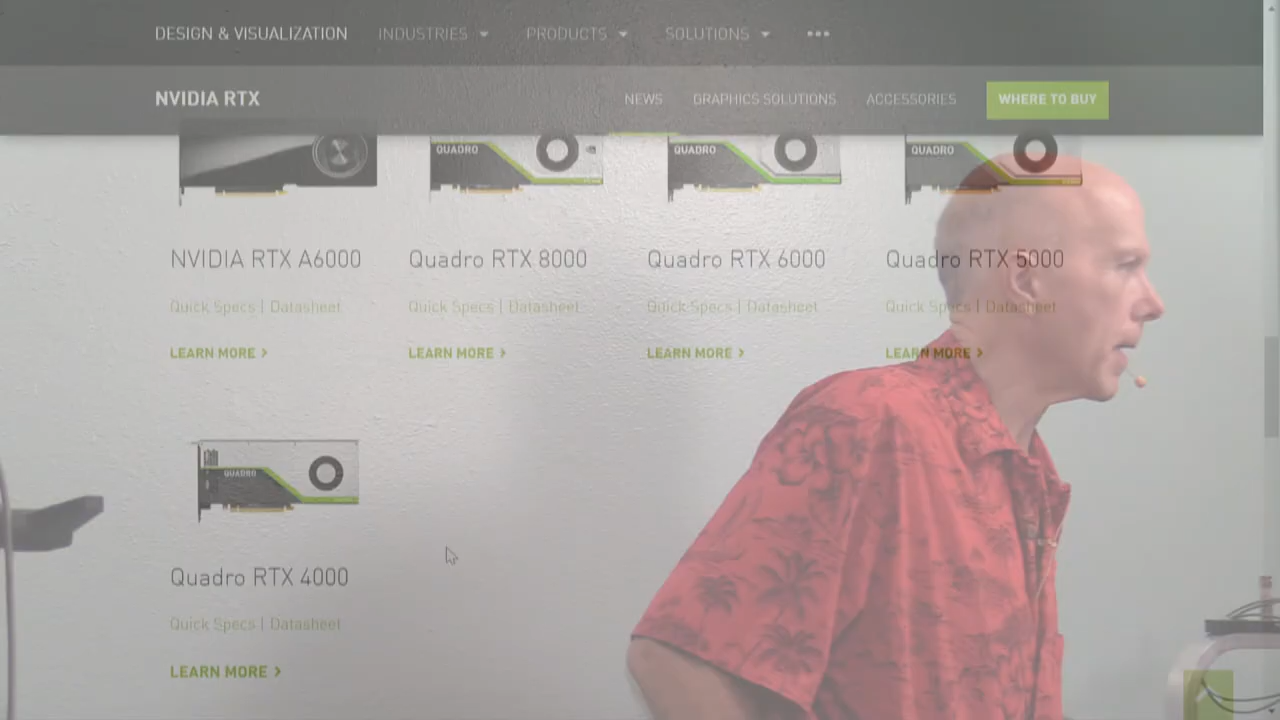 DESIGN & VISUALIZATION INDUSTRIES PRODUCTS SOLUTIONS
NVIDIA RTX NEWS GRAPHICS SOLUTIONS ACCESSORIES WHERE TO BUY
QUADRO QUADRO QUADRO
NVIDIA RTX A6000 Quadro RTX 8000 Quadro RTX 6000 Quadro RTX 5000
Quick Specs | Datasheet Quick Specs | Datasheet Quick Specs | Datasheet Quick Specs | Datasheet
LEARN MORE > LEARN MORE > LEARN MORE > LEARN MORE >
QUADRO
Quadro RTX 4000
Quick Specs | Datasheet
LEARN MORE >